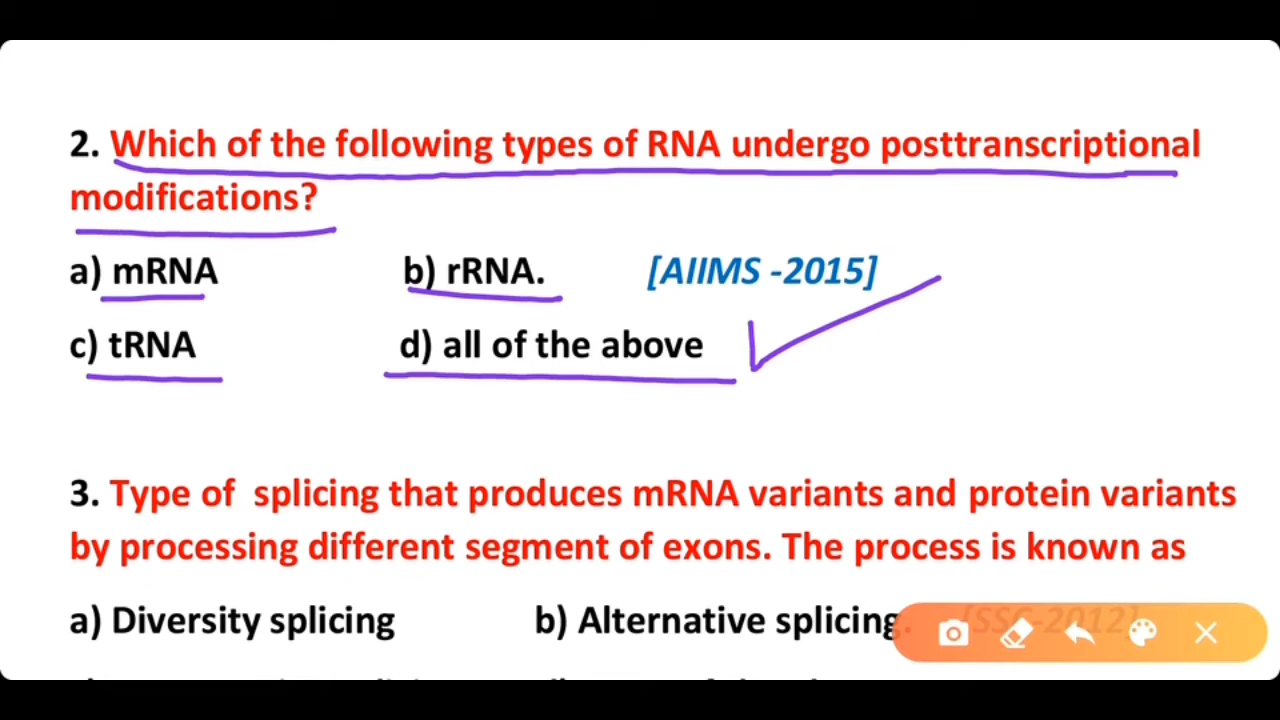 2. Which of the following types of RNA undergo posttranscriptional
modifications?
a) mRNA b) rRNA. [AIIMS -2015]
c) tRNA d) all of the above
3. Type of splicing that produces mRNA variants and protein variants
by processing different segment of exons. The process is known as
a) Diversity splicing b) Alternative splicing. [SSC-2012]